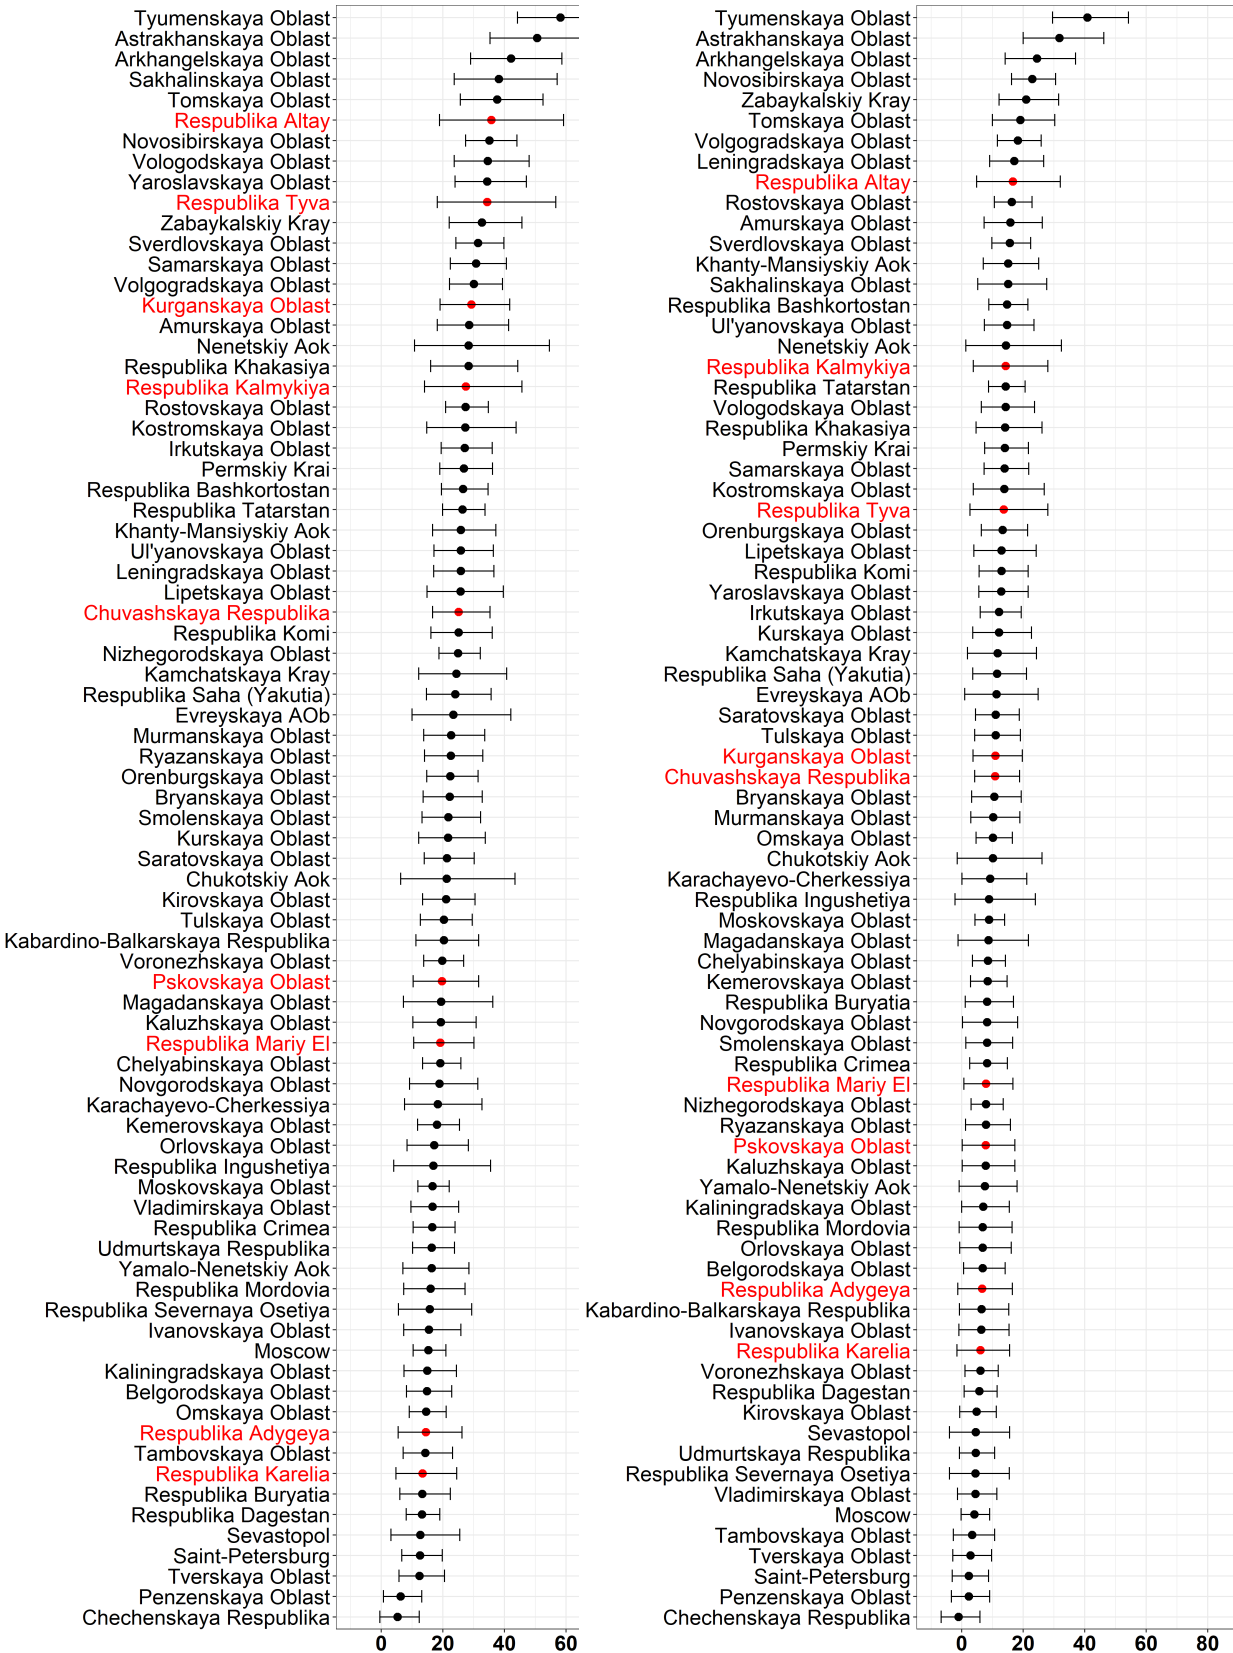 Tyumenskaya Oblast
Astrakhanskaya Oblast
Arkhangelskaya Oblast
Sakhalinskaya Oblast
Tomskaya Oblast
Respublika Altay
Novosibirskaya Oblast
Vologodskaya Oblast
Yaroslavskaya Oblast
Respublika Tyva
Zabaykalskiy Kray
Sverdlovskaya Oblast
Samarskaya Oblast
Volgogradskaya Oblast
Kurganskaya Oblast
Amurskaya Oblast
Nenetskiy Aok
Respublika Khakasiya
Respublika Kalmykiya
Rostovskaya Oblast
Kostromskaya Oblast
Irkutskaya Oblast
Permskiy Krai
Respublika Bashkortostan
Respublika Tatarstan
Khanty-Mansiyskiy Aok
Ul'yanovskaya Oblast
Leningradskaya Oblast
Lipetskaya Oblast
Chuvashskaya Respublika
Respublika Komi
Nizhegorodskaya Oblast
Kamchatskaya Kray
Respublika Saha (Yakutia)
Evreyskaya AOb
Murmanskaya Oblast
Ryazanskaya Oblast
Orenburgskaya Oblast
Bryanskaya Oblast
Smolenskaya Oblast
Kurskaya Oblast
Saratovskaya Oblast
Chukotskiy Aok
Kirovskaya Oblast
Tulskaya Oblast
Kabardino-Balkarskaya Respublika
Voronezhskaya Oblast
Pskovskaya Oblast
Magadanskaya Oblast
Kaluzhskaya Oblast
Respublika Mariy El
Chelyabinskaya Oblast
Novgorodskaya Oblast
Karachayevo-Cherkessiya
Kemerovskaya Oblast
Orlovskaya Oblast
Respublika Ingushetiya
Moskovskaya Oblast
Vladimirskaya Oblast
Respublika Crimea
Udmurtskaya Respublika
Yamalo-Nenetskiy Aok
Respublika Mordovia
Respublika Severnaya Osetiya
Ivanovskaya Oblast
Moscow
Kaliningradskaya Oblast
Belgorodskaya Oblast
Omskaya Oblast
Respublika Adygeya
Tambovskaya Oblast
Respublika Karelia
Respublika Buryatia
Respublika Dagestan
Sevastopol
Saint-Petersburg
Tverskaya Oblast
Penzenskaya Oblast
Chechenskaya Respublika
0 20 40 60
Tyumenskaya Oblast
Astrakhanskaya Oblast
Arkhangelskaya Oblast
Novosibirskaya Oblast
Zabaykalskiy Kray
Tomskaya Oblast
Volgogradskaya Oblast
Leningradskaya Oblast
Respublika Altay
Rostovskaya Oblast
Amurskaya Oblast
Sverdlovskaya Oblast
Khanty-Mansiyskiy Aok
Sakhalinskaya Oblast
Respublika Bashkortostan
Ul'yanovskaya Oblast
Nenetskiy Aok
Respublika Kalmykiya
Respublika Tatarstan
Vologodskaya Oblast
Respublika Khakasiya
Permskiy Krai
Samarskaya Oblast
Kostromskaya Oblast
Respublika Tyva
Orenburgskaya Oblast
Lipetskaya Oblast
Respublika Komi
Yaroslavskaya Oblast
Irkutskaya Oblast
Kurskaya Oblast
Kamchatskaya Kray
Respublika Saha (Yakutia)
Evreyskaya AOb
Saratovskaya Oblast
Tulskaya Oblast
Kurganskaya Oblast
Chuvashskaya Respublika
Bryanskaya Oblast
Murmanskaya Oblast
Omskaya Oblast
Chukotskiy Aok
Karachayevo-Cherkessiya
Respublika Ingushetiya
Moskovskaya Oblast
Magadanskaya Oblast
Chelyabinskaya Oblast
Kemerovskaya Oblast
Respublika Buryatia
Novgorodskaya Oblast
Smolenskaya Oblast
Respublika Crimea
Respublika Mariy El
Nizhegorodskaya Oblast
Ryazanskaya Oblast
Pskovskaya Oblast
Kaluzhskaya Oblast
Yamalo-Nenetskiy Aok
Kaliningradskaya Oblast
Respublika Mordovia
Orlovskaya Oblast
Belgorodskaya Oblast
Respublika Adygeya
Kabardino-Balkarskaya Respublika
Ivanovskaya Oblast
Respublika Karelia
Voronezhskaya Oblast
Respublika Dagestan
Kirovskaya Oblast
Sevastopol
Udmurtskaya Respublika
Respublika Severnaya Osetiya
Vladimirskaya Oblast
Moscow
Tambovskaya Oblast
Tverskaya Oblast
Saint-Petersburg
Penzenskaya Oblast
Chechenskaya Respublika
0 20 40 60 80